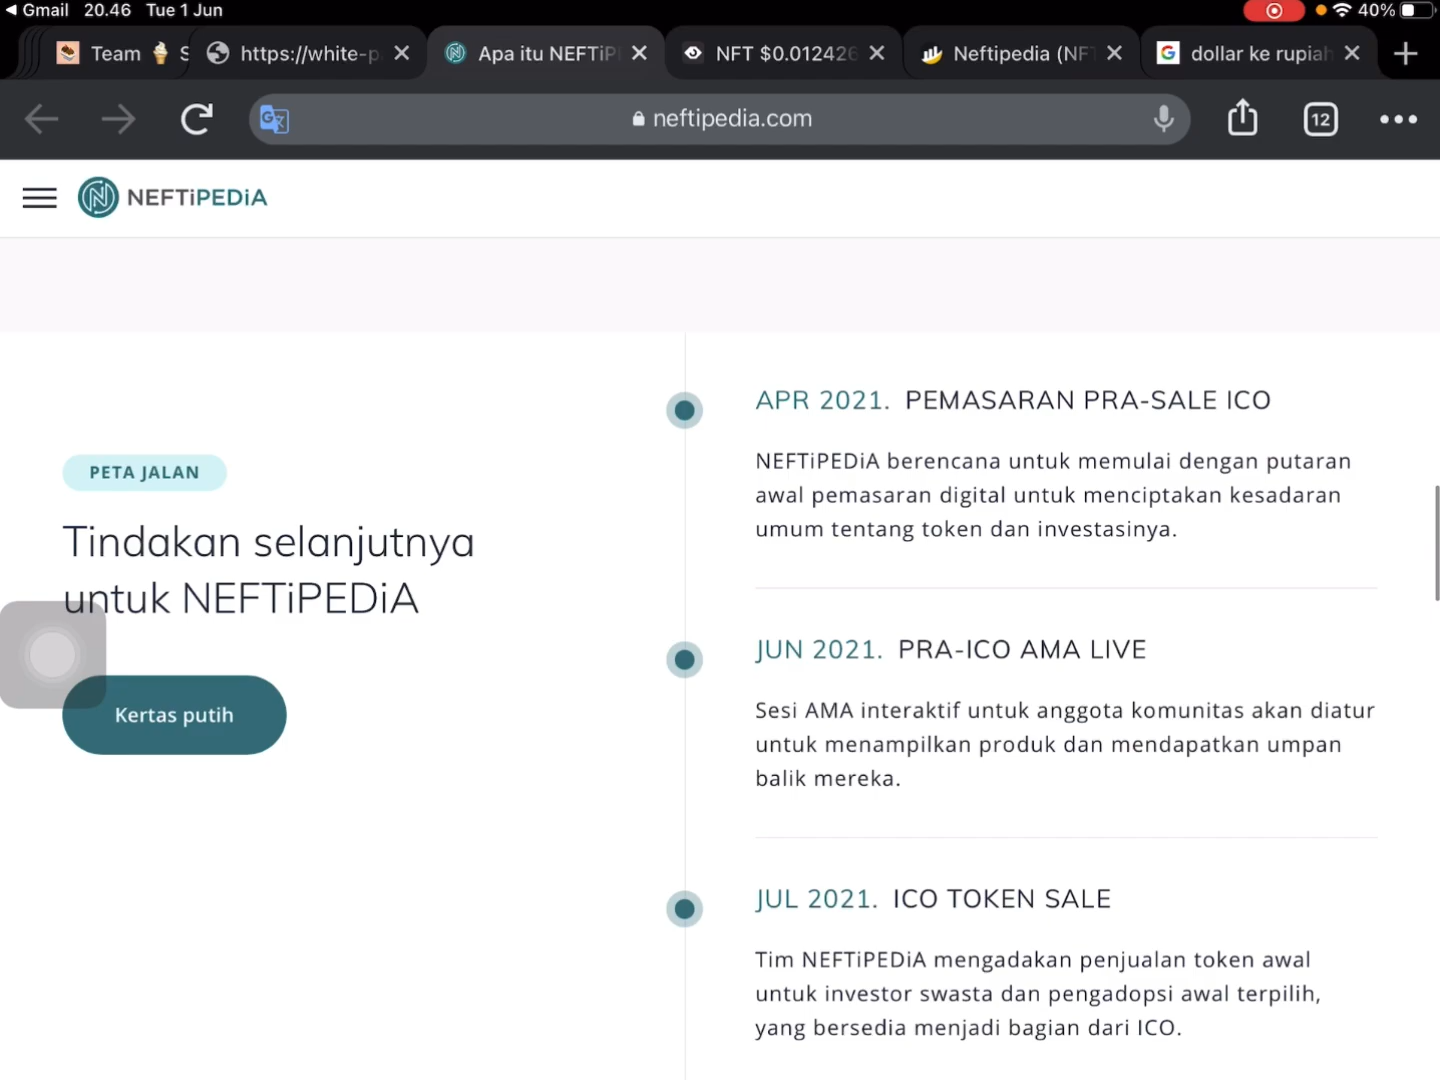 Gmail 20.46 Tue 1 Jun 40%
Team S https://white-p Apa itu NEFTiP NFT $0.012426 Neftipedia (NFT dollar ke rupiah
neftipedia.com 12
NEFTiPEDiA
PETA JALAN
Tindakan selanjutnya
untuk NEFTiPEDiA
Kertas putih
APR 2021. PEMASARAN PRA-SALE ICO
NEFTiPEDiA berencana untuk memulai dengan putaran
awal pemasaran digital untuk menciptakan kesadaran
umum tentang token dan investasinya.
JUN 2021. PRA-ICO AMA LIVE
Sesi AMA interaktif untuk anggota komunitas akan diatur
untuk menampilkan produk dan mendapatkan umpan
balik mereka.
JUL 2021. ICO TOKEN SALE
Tim NEFTiPEDiA mengadakan penjualan token awal
untuk investor swasta dan pengadopsi awal terpilih,
yang bersedia menjadi bagian dari ICO.